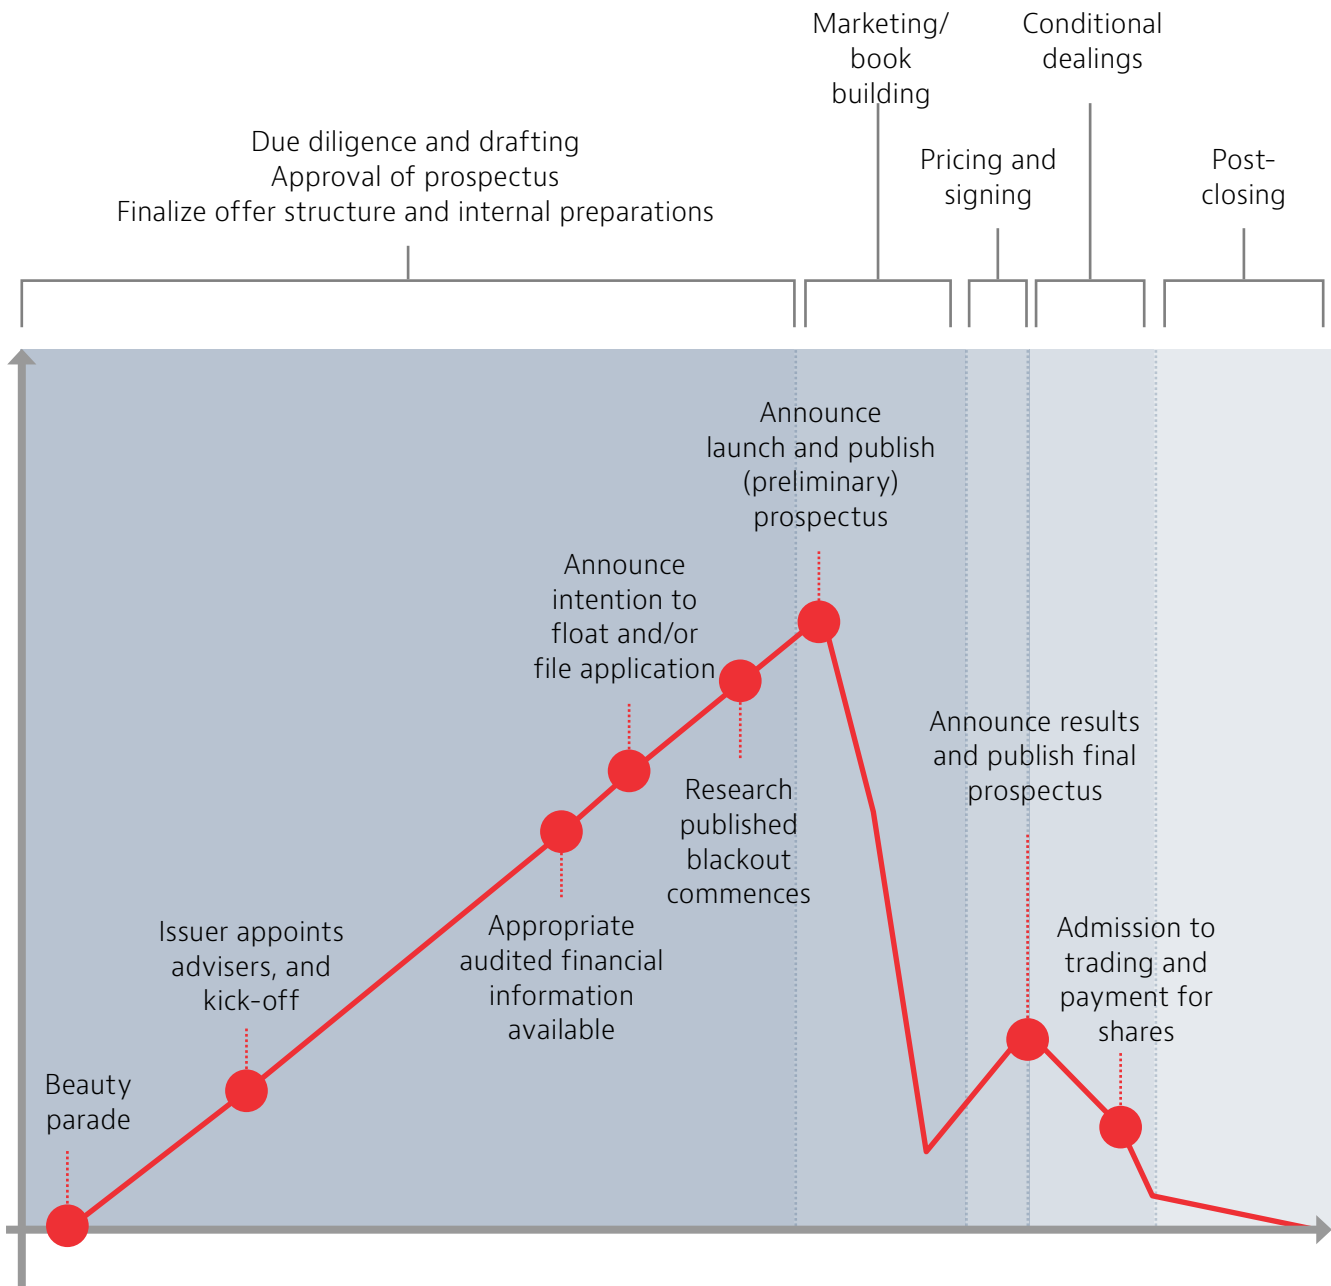 Marketing/
book
building
Conditional
dealings
Due diligence and drafting
Approval of prospectus
Finalize offer structure and internal preparations
Pricing and
signing
Post-
closing
Announce
launch and publish
(preliminary)
prospectus
Announce
intention to
float and/or
file application
Announce results
and publish final
prospectus
Research
published
blackout
commences
Issuer appoints
advisers, and
kick-off
Appropriate
audited financial
information
available
Admission to
trading and
payment for
shares
Beauty
parade